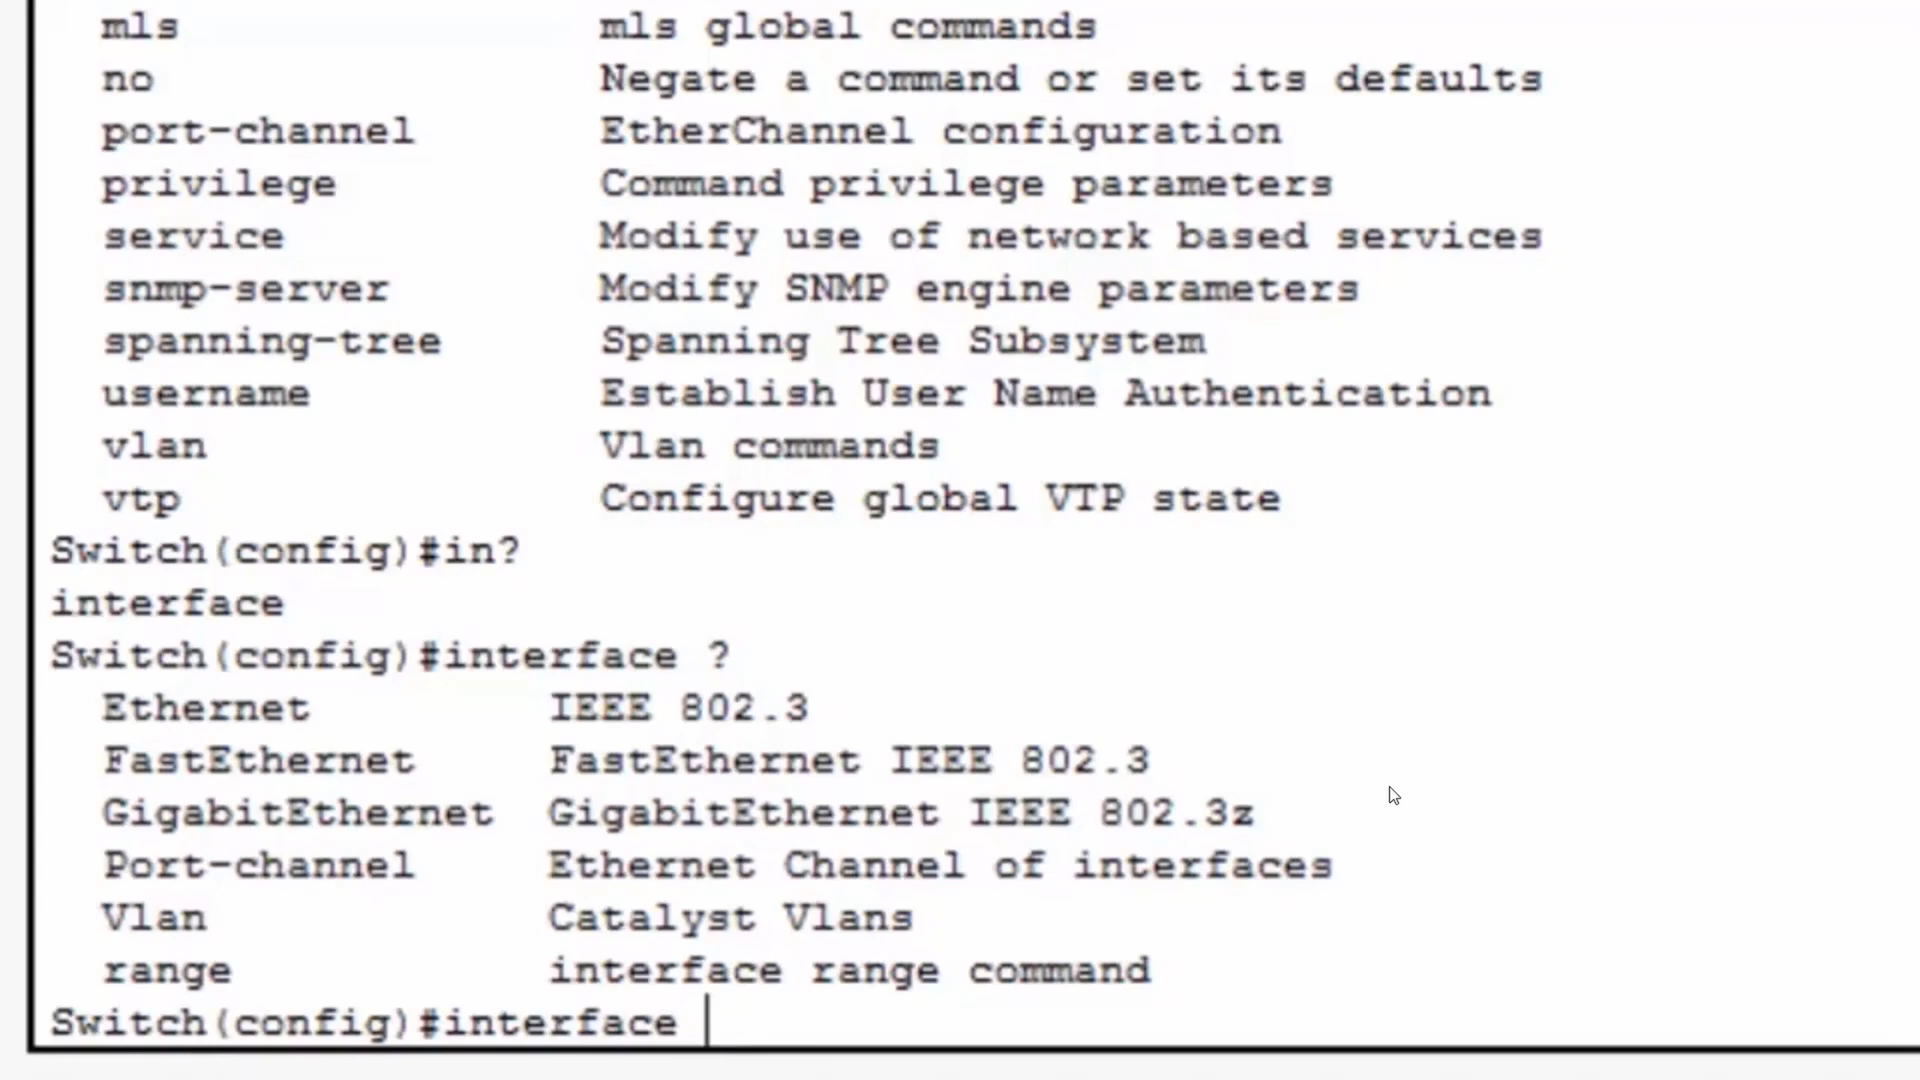 mls mls global commands
no Negate a command or set its defaults
port-channel EtherChannel configuration
privilege Command privilege parameters
service Modify use of network based services
snmp-server Modify SNMP engine parameters
spanning-tree Spanning Tree Subsystem
username Establish User Name Authentication
vlan Vlan commands
vtp Configure global VTP state
Switch(config)#in?
interface
Switch(config)#interface ?
Ethernet IEEE 802.3
FastEthernet FastEthernet IEEE 802.3
GigabitEthernet GigabitEthernet IEEE 802.3z
Port-channel Ethernet Channel of interfaces
Vlan Catalyst Vlans
range interface range command
Switch(config)#interface